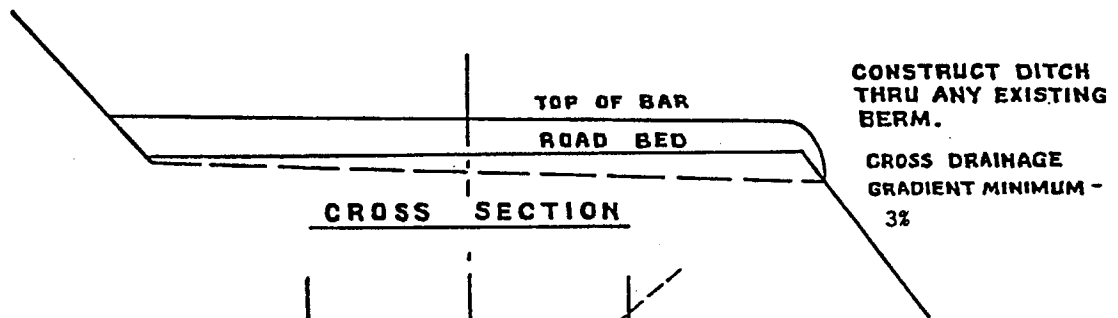 TOP OF BAR
ROAD BED
CROSS SECTION
CONSTRUCT DITCH
THRU ANY EXISTING
BERM.
CROSS DRAINAGE
GRADIENT MINIMUM -
3%